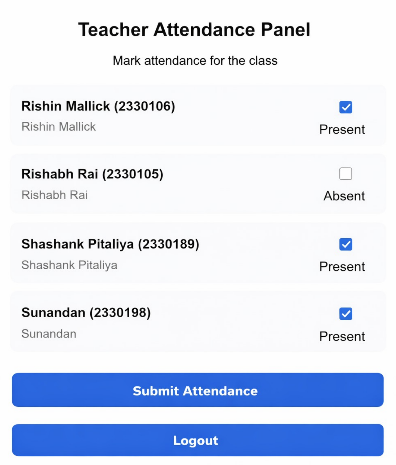 Teacher Attendance Panel
Mark attendance for the class
Rishin Mallick (2330106)
Rishin Mallick
Present
Rishabh Rai (2330105)
Rishabh Rai
Absent
Shashank Pitaliya (2330189)
Shashank Pitaliya
Present
Sunandan (2330198)
Sunandan
Present
Submit Attendance
Logout